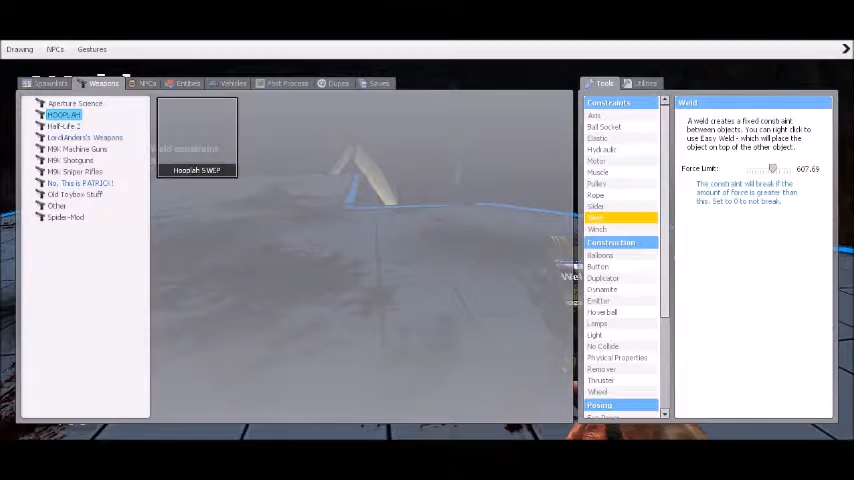 Drawing NPCs Gestures
Spawnlists Weapons NPCs Entities Vehicles Post Process Dupes Saves
Tools Utilities
Aperture Science
HOOPLAH
Half-Life 2
LordiAnders's Weapons
M9K Machine Guns
M9K Shotguns
M9K Sniper Rifles
No, This is PATRICK!
Old Toybox Stuff
Other
Spider-Mod
Weld constraint
Hooplah SWEP
Constraints
Axis
Ball Socket
Elastic
Hydraulic
Motor
Muscle
Pulley
Rope
Slider
Weld
Winch
Construction
Balloons
Button
Duplicator
Dynamite
Emitter
Hoverball
Lamps
Light
No Collide
Physical Properties
Remover
Thruster
Wheel
Posing
Weld
A weld creates a fixed constraint
between objects. You can right click to
use Easy Weld - which will place the
object on top of the other object.
Force Limit: 607.69
The constraint will break if the
amount of force is greater than
this. Set to 0 to not break.